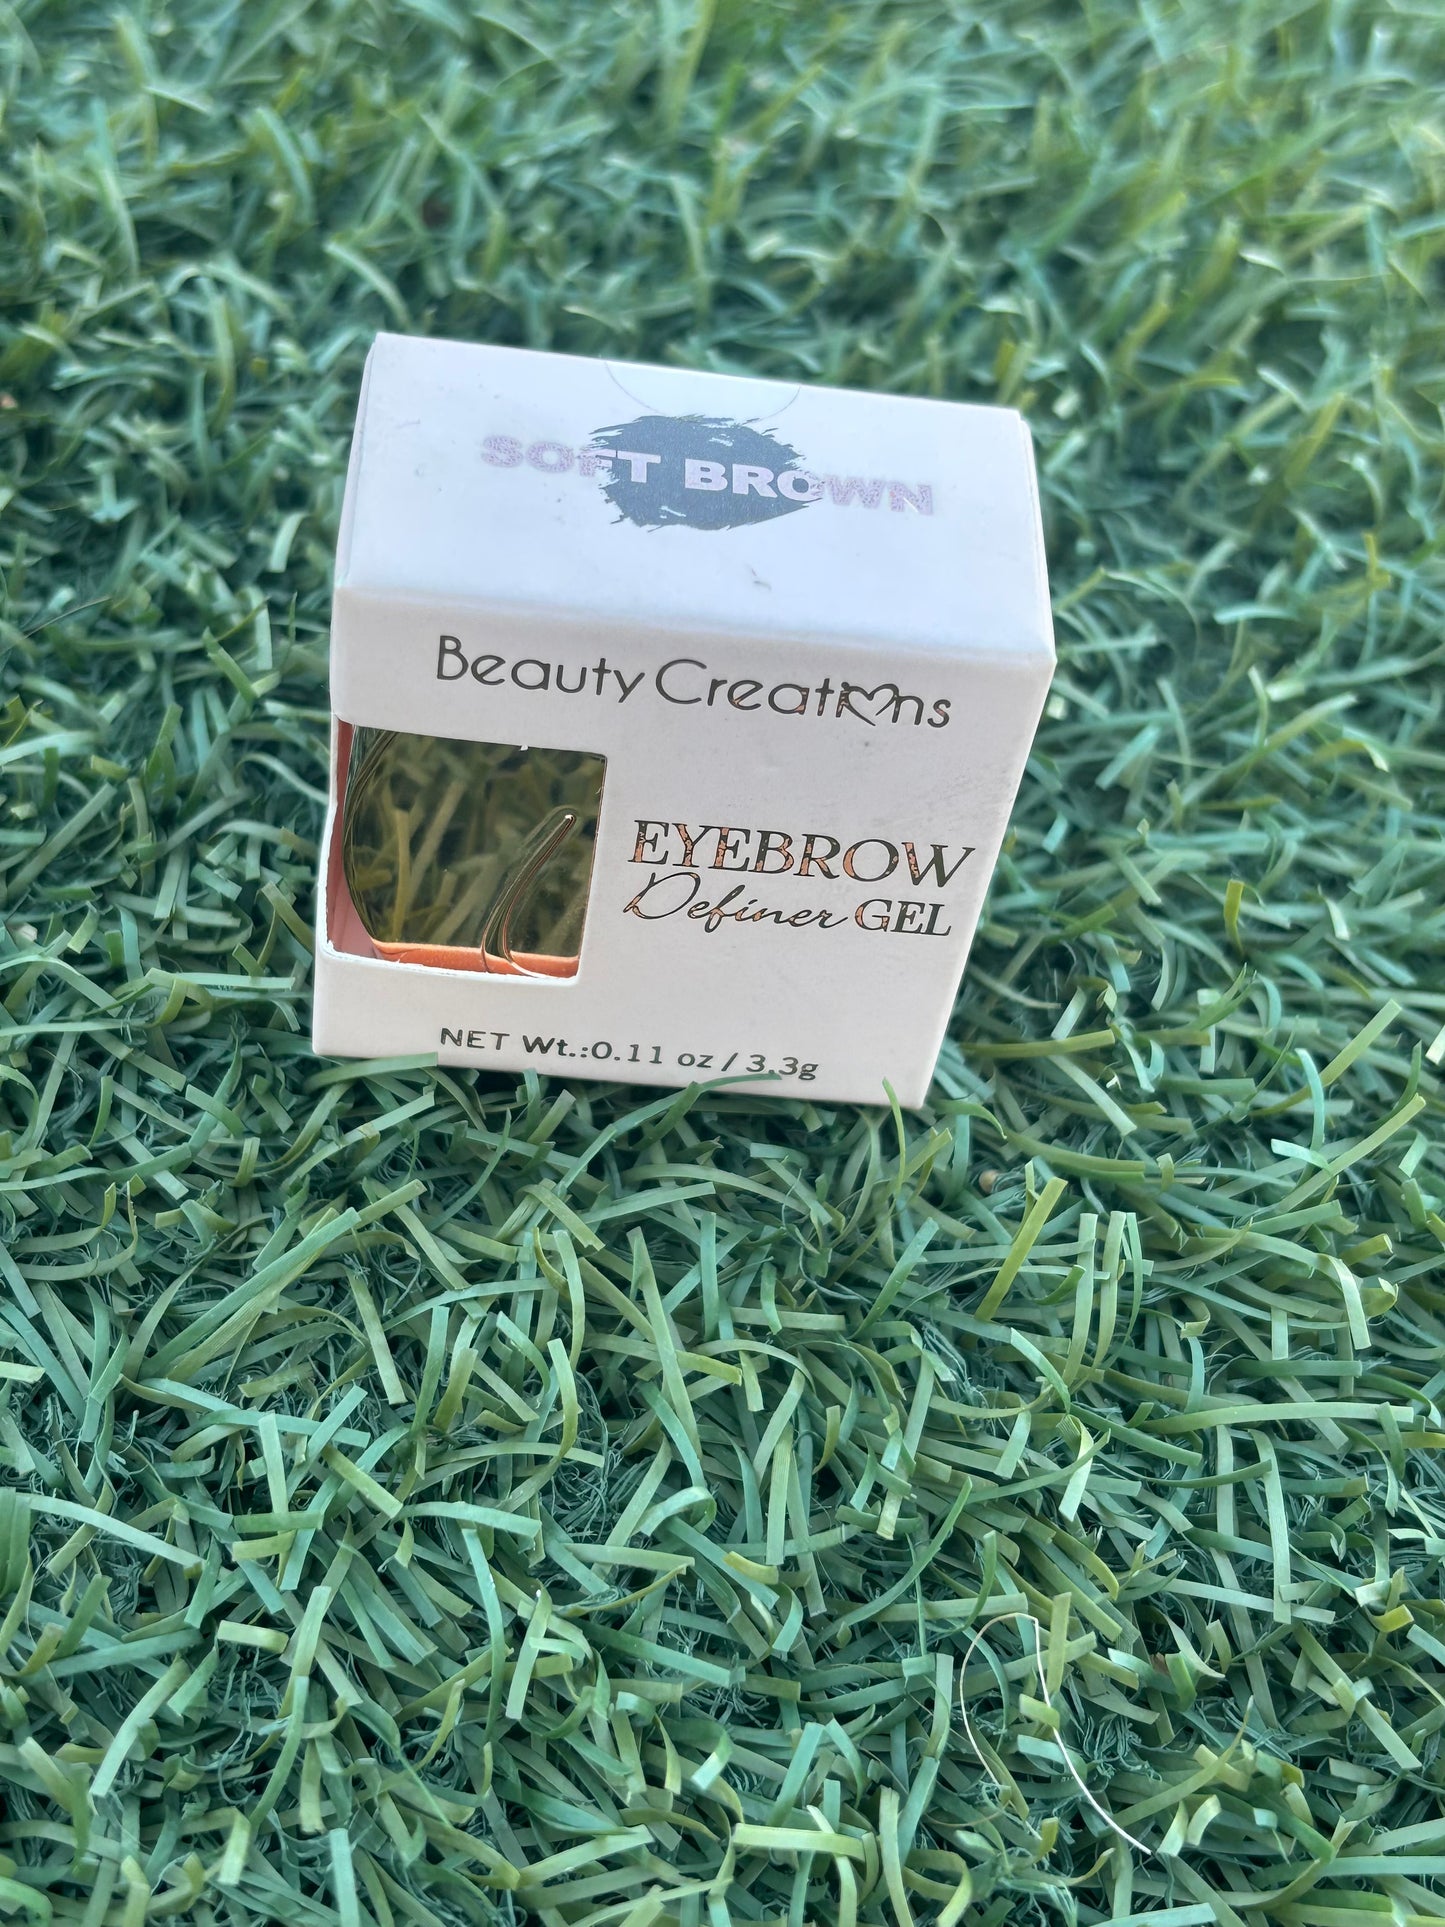 SOFT BROWN
Beauty Creations
EYEBROW
Definer GEL
NET Wt.:0.11 oz / 3.3g